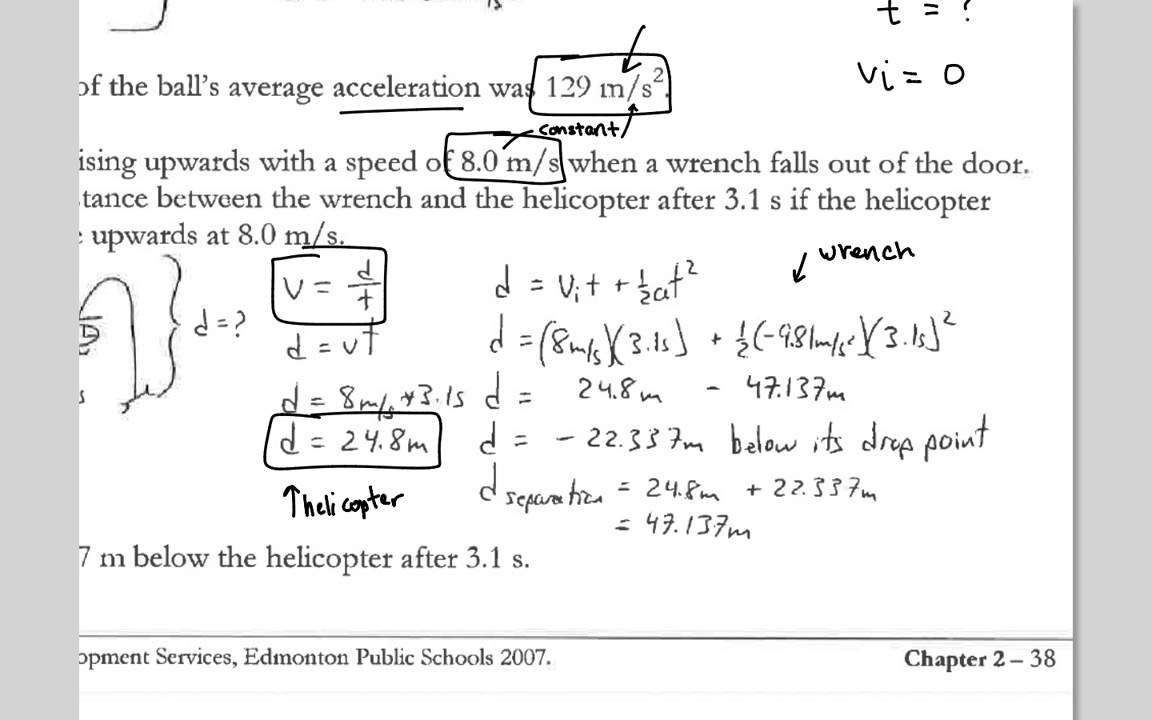 t = ?
vi = 0
of the ball's average acceleration was 129 m/s².
constant
ising upwards with a speed of 8.0 m/s when a wrench falls out of the door.
tance between the wrench and the helicopter after 3.1 s if the helicopter
upwards at 8.0 m/s.
wrench
v = d/t
d = vᵢt + ½at²
d = ?
d = vt
d = (8m/s)(3.1s) + ½(-9.81m/s²)(3.1s)²
d = 8m/s * 3.1s
d = 24.8m - 47.137m
d = 24.8m
d = - 22.337m below its drop point
↑ helicopter
d separation = 24.8m + 22.337m
= 47.137m
7 m below the helicopter after 3.1 s.
opment Services, Edmonton Public Schools 2007.
Chapter 2 – 38